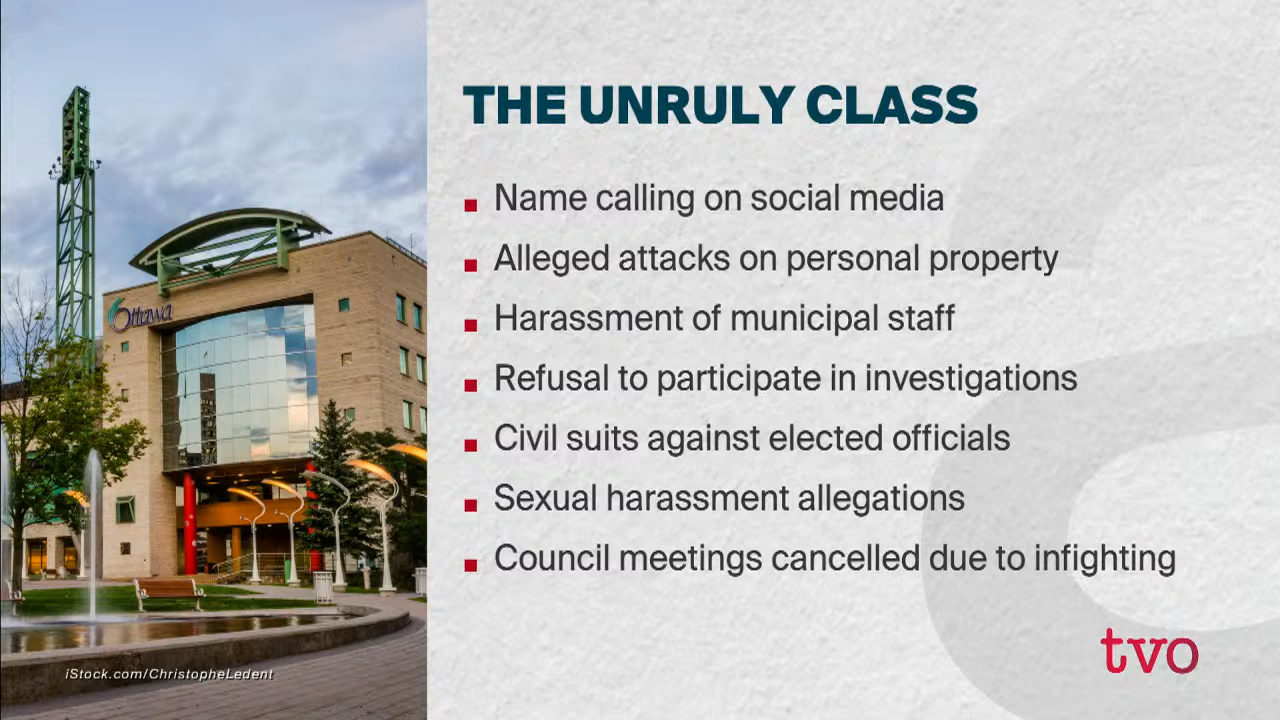 THE UNRULY CLASS
Name calling on social media
Alleged attacks on personal property
Harassment of municipal staff
Refusal to participate in investigations
Civil suits against elected officials
Sexual harassment allegations
Council meetings cancelled due to infighting
Ottawa
iStock.com/ChristopheLedent
tvo